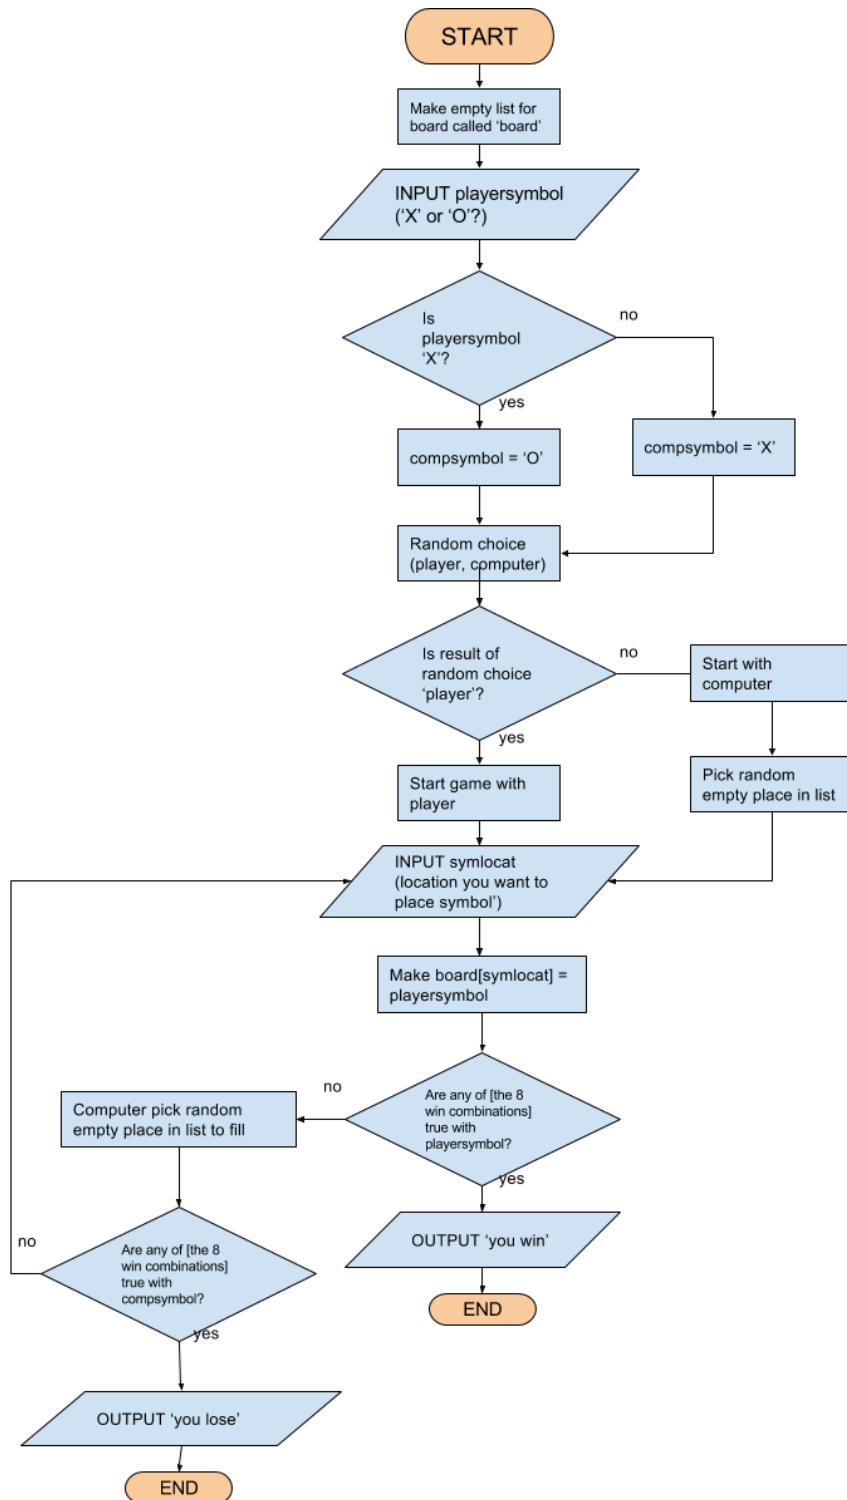 START
Make empty list for
board called ‘board’
INPUT playersymbol
(‘X’ or ‘O’?)
Is
playersymbol
‘X’?
no
yes
compsymbol = ‘O’
compsymbol = ‘X’
Random choice
(player, computer)
Is result of
random choice
‘player’?
no
Start with
computer
yes
Start game with
player
Pick random
empty place in list
INPUT symlocat
(location you want to
place symbol’)
Make board[symlocat] =
playersymbol
Are any of [the 8
win combinations]
true with
playersymbol?
no
yes
Computer pick random
empty place in list to fill
OUTPUT ‘you win’
END
Are any of [the 8
win combinations]
true with
compsymbol?
no
yes
OUTPUT ‘you lose’
END